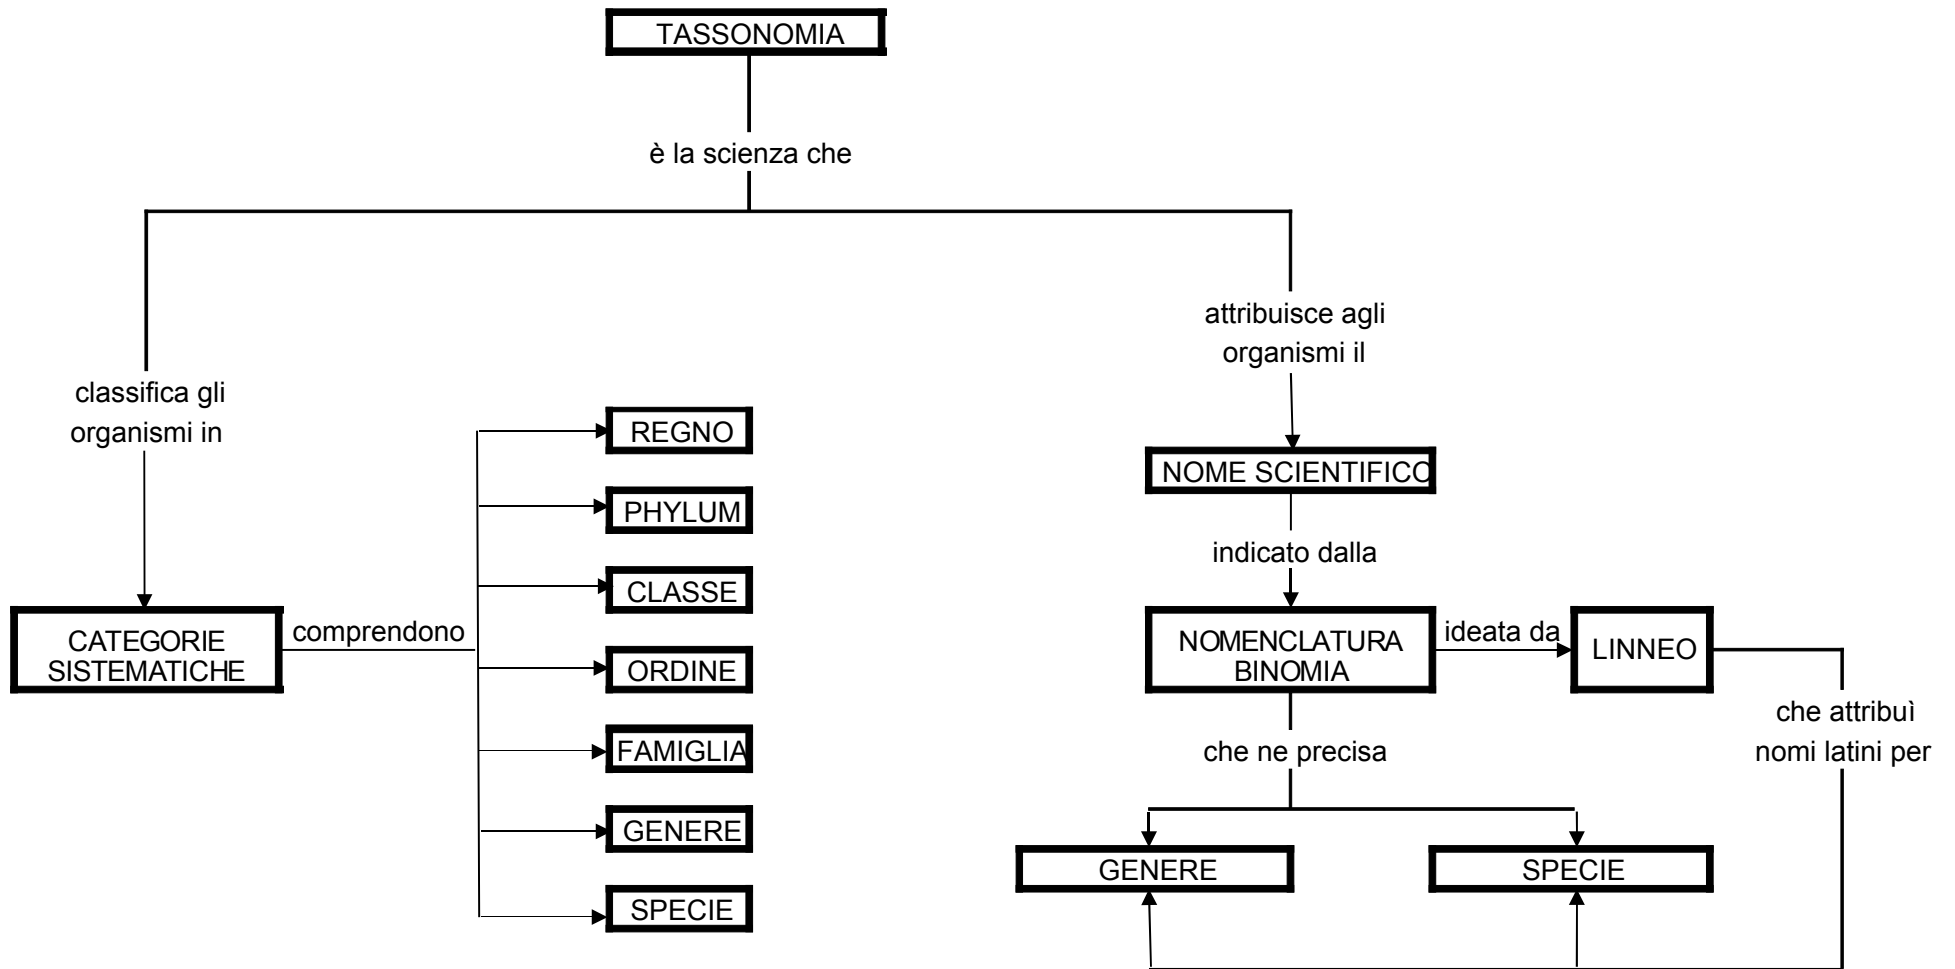 TASSONOMIA
è la scienza che
classifica gli
organismi in
CATEGORIE
SISTEMATICHE
comprendono
REGNO
PHYLUM
CLASSE
ORDINE
FAMIGLIA
GENERE
SPECIE
attribuisce agli
organismi il
NOME SCIENTIFICO
indicato dalla
NOMENCLATURA
BINOMIA
ideata da
LINNEO
che attribuì
nomi latini per
che ne precisa
GENERE
SPECIE